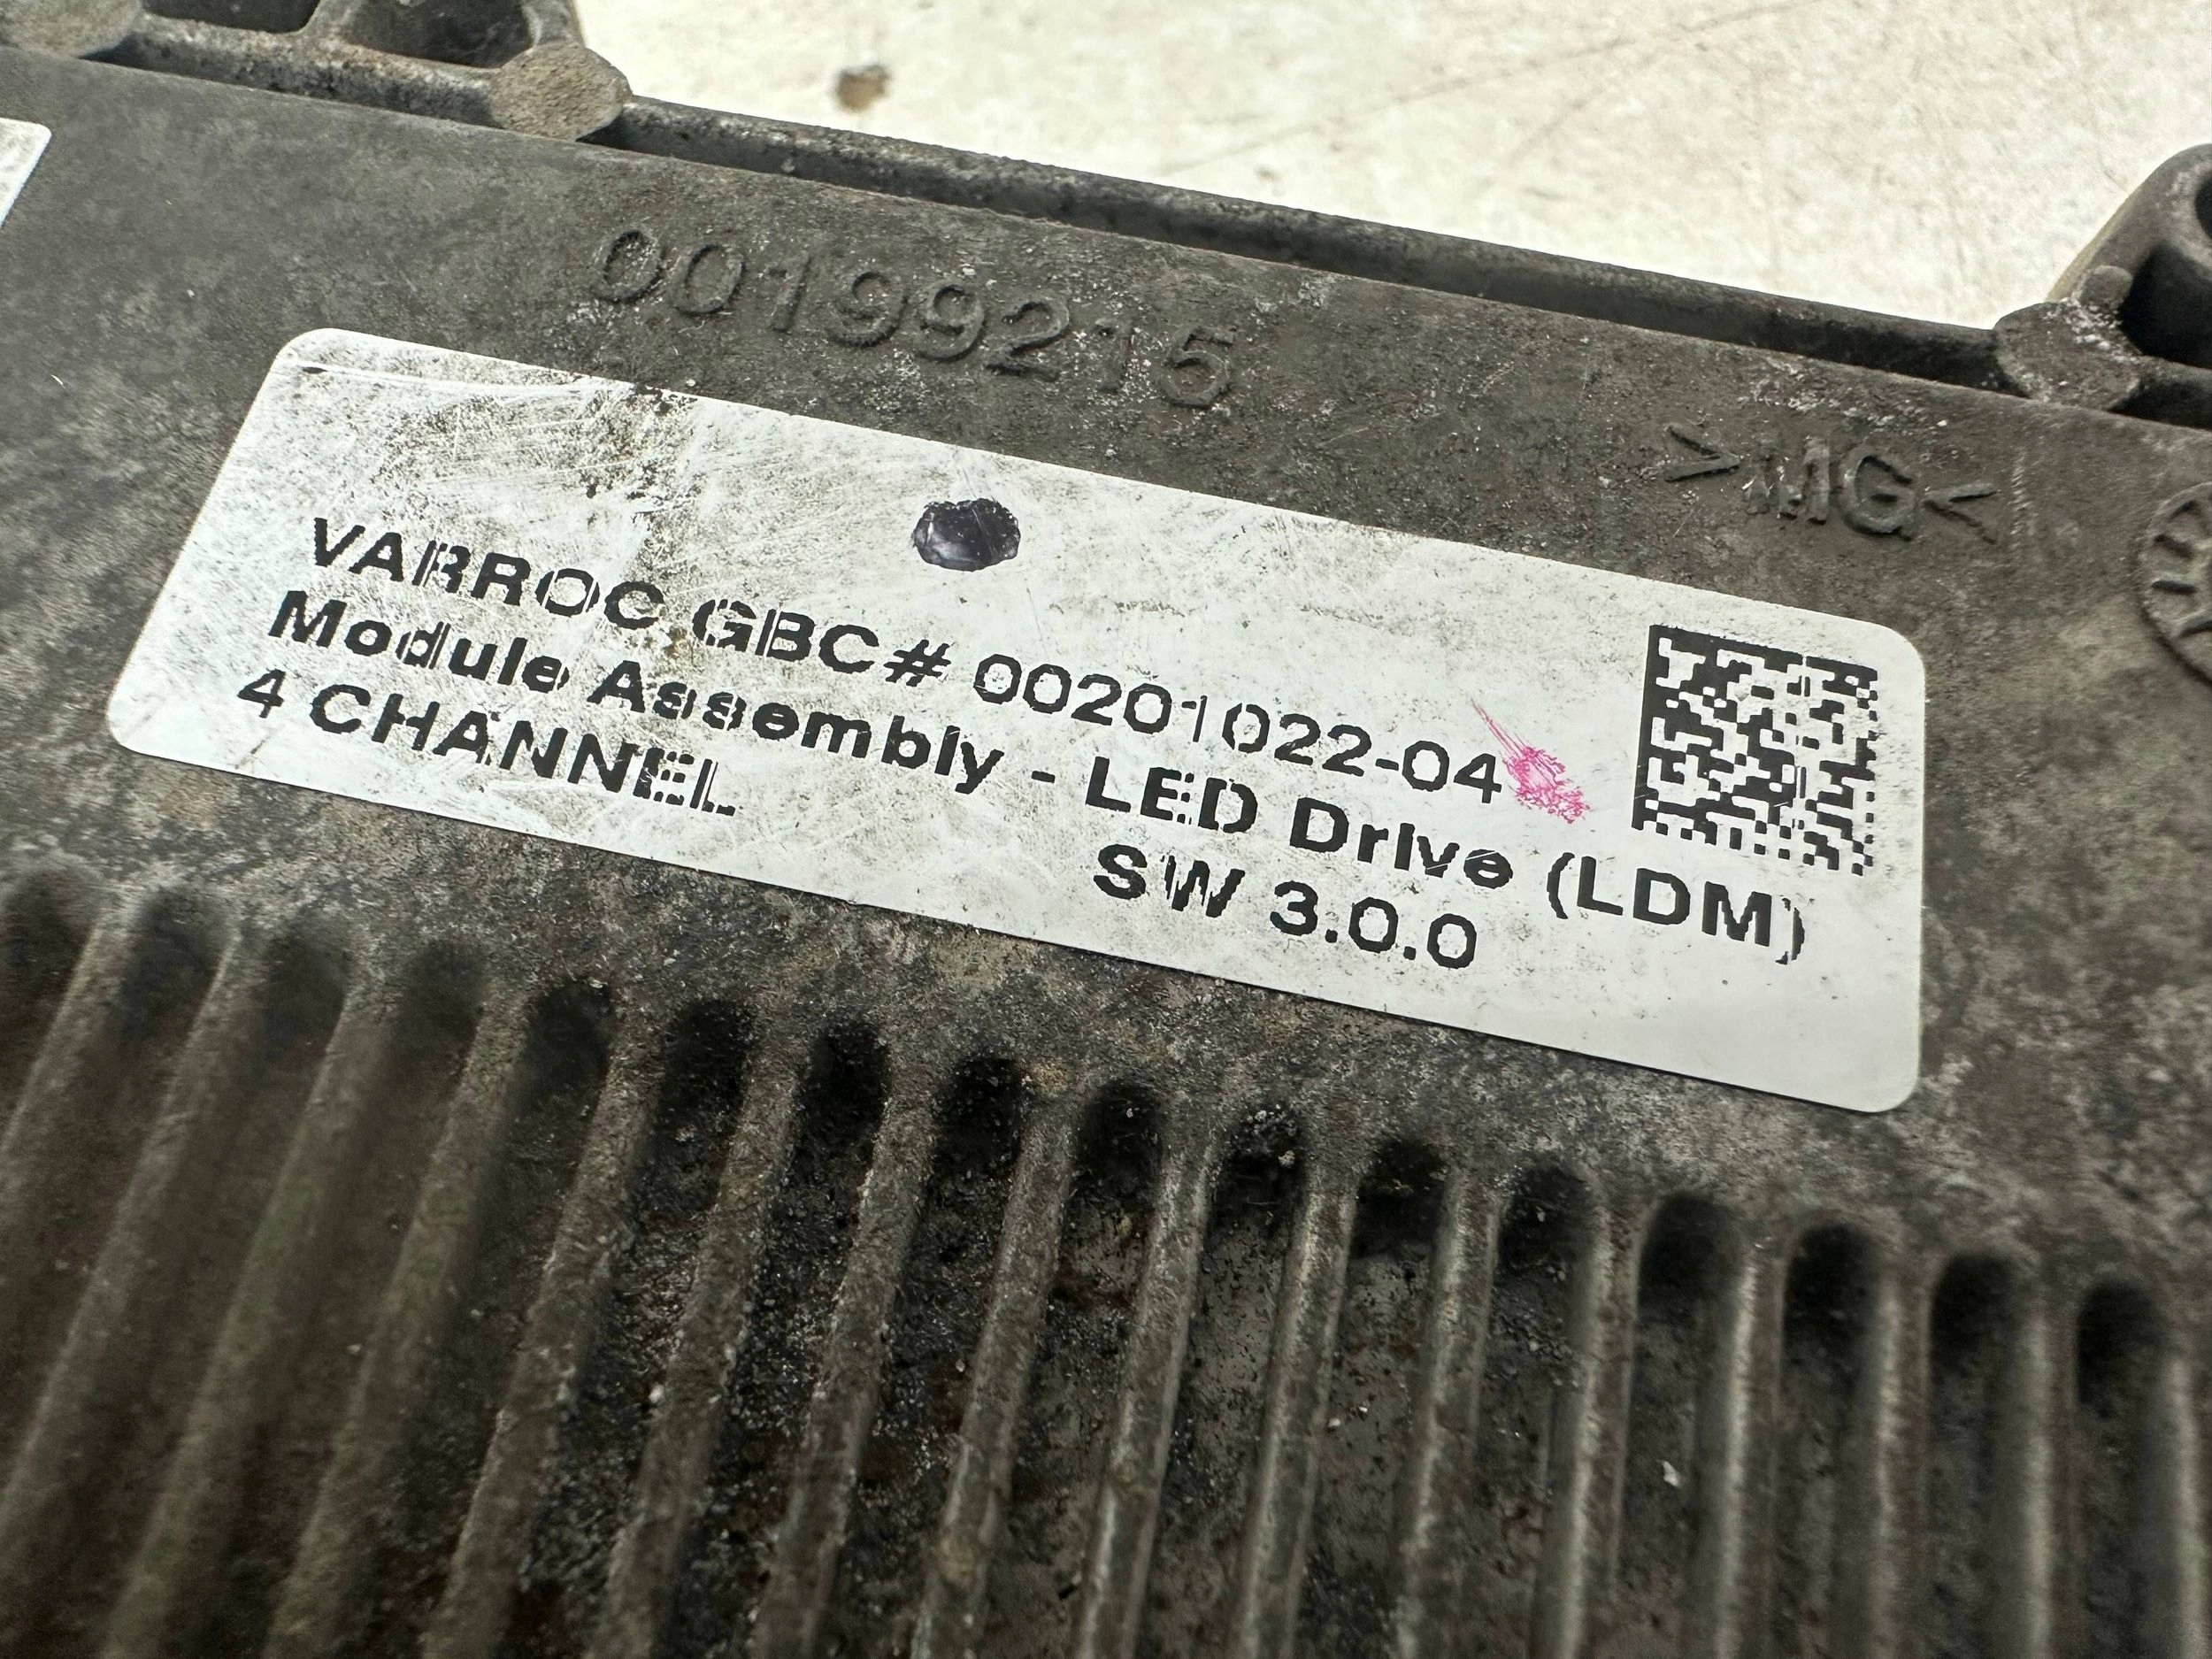 00199215
>MG<
VARROC GBC# 00201022-04
Module Assembly - LED Drive (LDM)
4 CHANNEL
SW 3.0.0